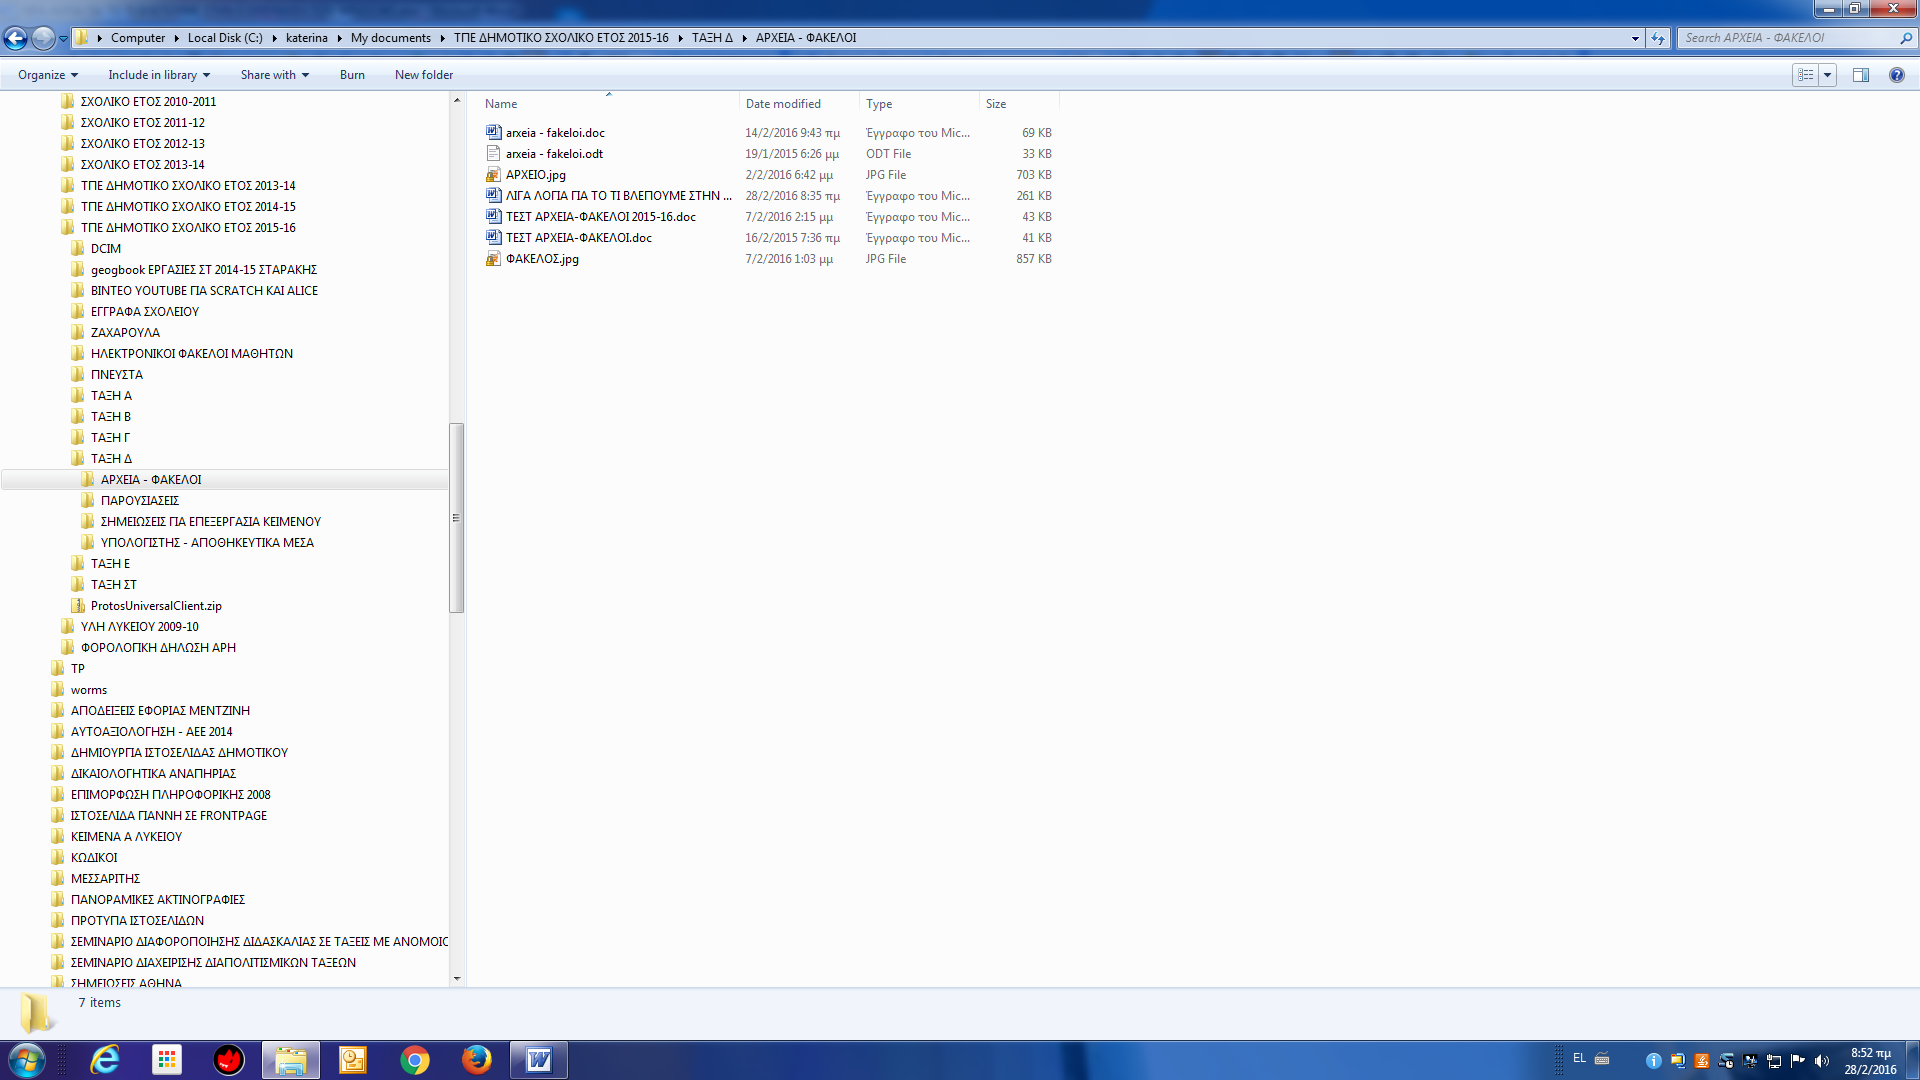 Computer Local Disk (C:) katerina My documents ΤΠΕ ΔΗΜΟΤΙΚΟ ΣΧΟΛΙΚΟ ΕΤΟΣ 2015-16 ΤΑΞΗ Δ ΑΡΧΕΙΑ - ΦΑΚΕΛΟΙ Search ΑΡΧΕΙΑ - ΦΑΚΕΛΟΙ
Organize Include in library Share with Burn New folder
ΣΧΟΛΙΚΟ ΕΤΟΣ 2010-2011
ΣΧΟΛΙΚΟ ΕΤΟΣ 2011-12
ΣΧΟΛΙΚΟ ΕΤΟΣ 2012-13
ΣΧΟΛΙΚΟ ΕΤΟΣ 2013-14
ΤΠΕ ΔΗΜΟΤΙΚΟ ΣΧΟΛΙΚΟ ΕΤΟΣ 2013-14
ΤΠΕ ΔΗΜΟΤΙΚΟ ΣΧΟΛΙΚΟ ΕΤΟΣ 2014-15
ΤΠΕ ΔΗΜΟΤΙΚΟ ΣΧΟΛΙΚΟ ΕΤΟΣ 2015-16
DCIM
geogbook ΕΡΓΑΣΙΕΣ ΣΤ 2014-15 ΣΤΑΡΑΚΗΣ
ΒΙΝΤΕΟ YOUTUBE ΓΙΑ SCRATCH ΚΑΙ ALICE
ΕΓΓΡΑΦΑ ΣΧΟΛΕΙΟΥ
ΖΑΧΑΡΟΥΛΑ
ΗΛΕΚΤΡΟΝΙΚΟΙ ΦΑΚΕΛΟΙ ΜΑΘΗΤΩΝ
ΠΝΕΥΣΤΑ
ΤΑΞΗ Α
ΤΑΞΗ Β
ΤΑΞΗ Γ
ΤΑΞΗ Δ
ΑΡΧΕΙΑ - ΦΑΚΕΛΟΙ
ΠΑΡΟΥΣΙΑΣΕΙΣ
ΣΗΜΕΙΩΣΕΙΣ ΓΙΑ ΕΠΕΞΕΡΓΑΣΙΑ ΚΕΙΜΕΝΟΥ
ΥΠΟΛΟΓΙΣΤΗΣ - ΑΠΟΘΗΚΕΥΤΙΚΑ ΜΕΣΑ
ΤΑΞΗ Ε
ΤΑΞΗ ΣΤ
ProtosUniversalClient.zip
ΥΛΗ ΛΥΚΕΙΟΥ 2009-10
ΦΟΡΟΛΟΓΙΚΗ ΔΗΛΩΣΗ ΑΡΗ
TP
worms
ΑΠΟΔΕΙΞΕΙΣ ΕΦΟΡΙΑΣ ΜΕΝΤΖΙΝΗ
ΑΥΤΟΑΞΙΟΛΟΓΗΣΗ - ΑΕΕ 2014
ΔΗΜΙΟΥΡΓΙΑ ΙΣΤΟΣΕΛΙΔΑΣ ΔΗΜΟΤΙΚΟΥ
ΔΙΚΑΙΟΛΟΓΗΤΙΚΑ ΑΝΑΠΗΡΙΑΣ
ΕΠΙΜΟΡΦΩΣΗ ΠΛΗΡΟΦΟΡΙΚΗΣ 2008
ΙΣΤΟΣΕΛΙΔΑ ΓΙΑΝΝΗ ΣΕ FRONTPAGE
ΚΕΙΜΕΝΑ Α ΛΥΚΕΙΟΥ
ΚΩΔΙΚΟΙ
ΜΕΣΣΑΡΙΤΗΣ
ΠΑΝΟΡΑΜΙΚΕΣ ΑΚΤΙΝΟΓΡΑΦΙΕΣ
ΠΡΟΤΥΠΑ ΙΣΤΟΣΕΛΙΔΩΝ
ΣΕΜΙΝΑΡΙΟ ΔΙΑΦΟΡΟΠΟΙΗΣΗΣ ΔΙΔΑΣΚΑΛΙΑΣ ΣΕ ΤΑΞΕΙΣ ΜΕ ΑΝΟΜΟΙΟ
ΣΕΜΙΝΑΡΙΟ ΔΙΑΧΕΙΡΙΣΗΣ ΔΙΑΠΟΛΙΤΙΣΜΙΚΩΝ ΤΑΞΕΩΝ
ΣΗΜΕΙΩΣΕΙΣ ΑΘΗΝΑ
Name Date modified Type Size
arxeia - fakeloi.doc 14/2/2016 9:43 πμ Έγγραφο του Mic... 69 KB
arxeia - fakeloi.odt 19/1/2015 6:26 μμ ODT File 33 KB
ΑΡΧΕΙΟ.jpg 2/2/2016 6:42 μμ JPG File 703 KB
ΛΙΓΑ ΛΟΓΙΑ ΓΙΑ ΤΟ ΤΙ ΒΛΕΠΟΥΜΕ ΣΤΗΝ ... 28/2/2016 8:35 πμ Έγγραφο του Mic... 261 KB
ΤΕΣΤ ΑΡΧΕΙΑ-ΦΑΚΕΛΟΙ 2015-16.doc 7/2/2016 2:15 μμ Έγγραφο του Mic... 43 KB
ΤΕΣΤ ΑΡΧΕΙΑ-ΦΑΚΕΛΟΙ.doc 16/2/2015 7:36 πμ Έγγραφο του Mic... 41 KB
ΦΑΚΕΛΟΣ.jpg 7/2/2016 1:03 μμ JPG File 857 KB
7 items
EL
8:52 πμ
28/2/2016